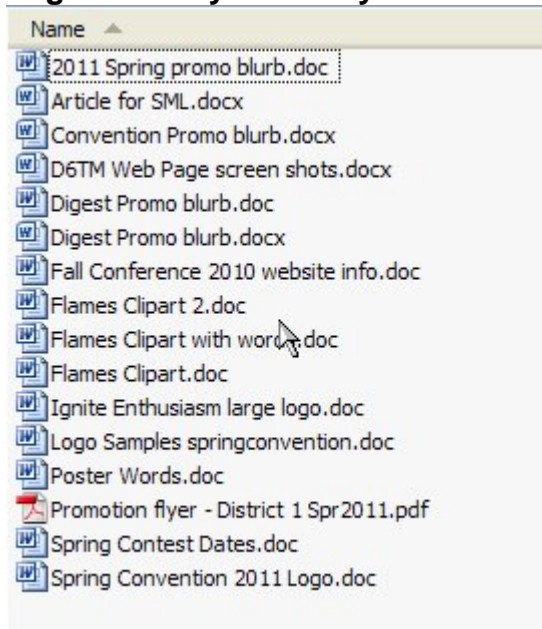 Name
2011 Spring promo blurb.doc
Article for SML.docx
Convention Promo blurb.docx
D6TM Web Page screen shots.docx
Digest Promo blurb.doc
Digest Promo blurb.docx
Fall Conference 2010 website info.doc
Flames Clipart 2.doc
Flames Clipart with words.doc
Flames Clipart.doc
Ignite Enthusiasm large logo.doc
Logo Samples springconvention.doc
Poster Words.doc
Promotion flyer - District 1 Spr2011.pdf
Spring Contest Dates.doc
Spring Convention 2011 Logo.doc